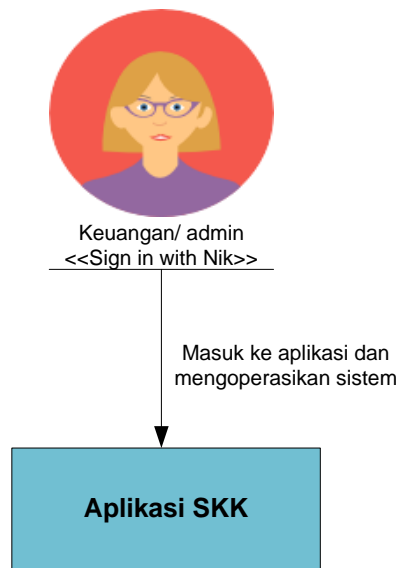 Keuangan/ admin
<<Sign in with Nik>>
Masuk ke aplikasi dan
mengoperasikan sistem
Aplikasi SKK